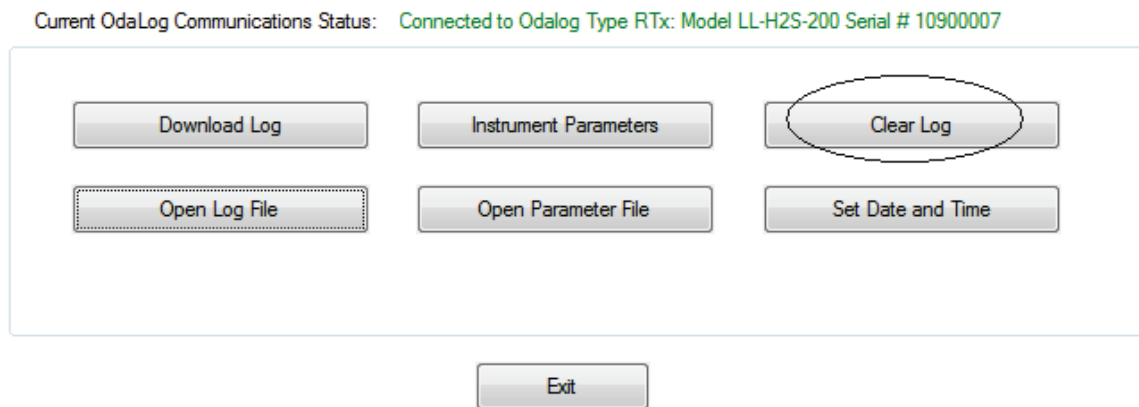 Current OdaLog Communications Status: Connected to Odalog Type RTx: Model LL-H2S-200 Serial # 10900007
Download Log Instrument Parameters Clear Log
Open Log File Open Parameter File Set Date and Time
Exit